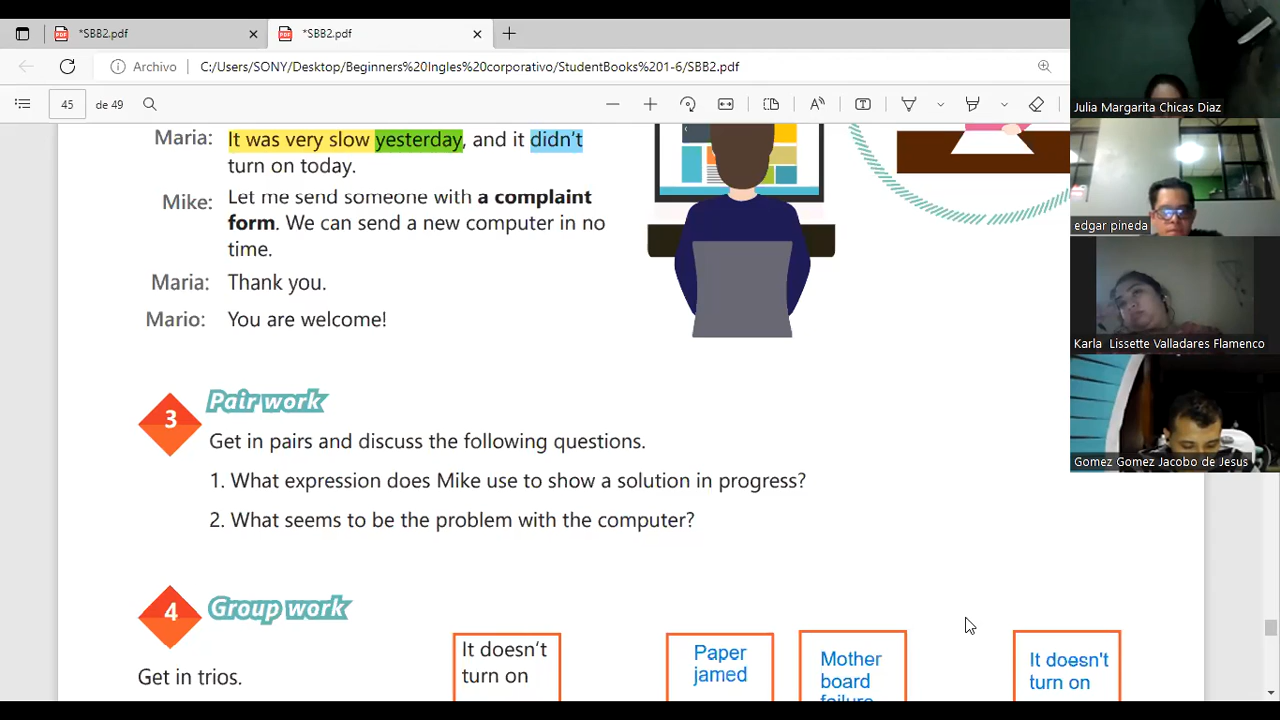 *SBB2.pdf
*SBB2.pdf
Archivo C:/Users/SONY/Desktop/Beginners%20Ingles%20corporativo/StudentBooks%201-6/SBB2.pdf
45 de 49
Maria: It was very slow yesterday, and it didn't
turn on today.
Mike: Let me send someone with a complaint
form. We can send a new computer in no
time.
Maria: Thank you.
Mario: You are welcome!
3 Pair work
Get in pairs and discuss the following questions.
1. What expression does Mike use to show a solution in progress?
2. What seems to be the problem with the computer?
4 Group work
Get in trios.
It doesn't
turn on
Paper
jamed
Mother
board
failure
It doesn't
turn on
Julia Margarita Chicas Diaz
edgar pineda
Karla Lissette Valladares Flamenco
Gomez Gomez Jacobo de Jesus